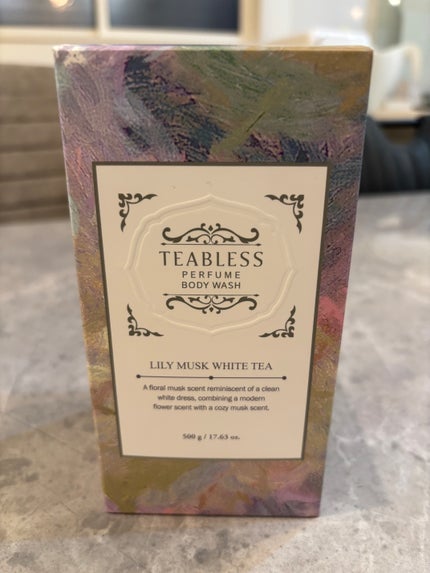 TEABLESS
PERFUME
BODY WASH
LILY MUSK WHITE TEA
A floral musk scent reminiscent of a clean
white dress, combining a modern
flower scent with a cozy musk scent.
500 g / 17.63 oz.